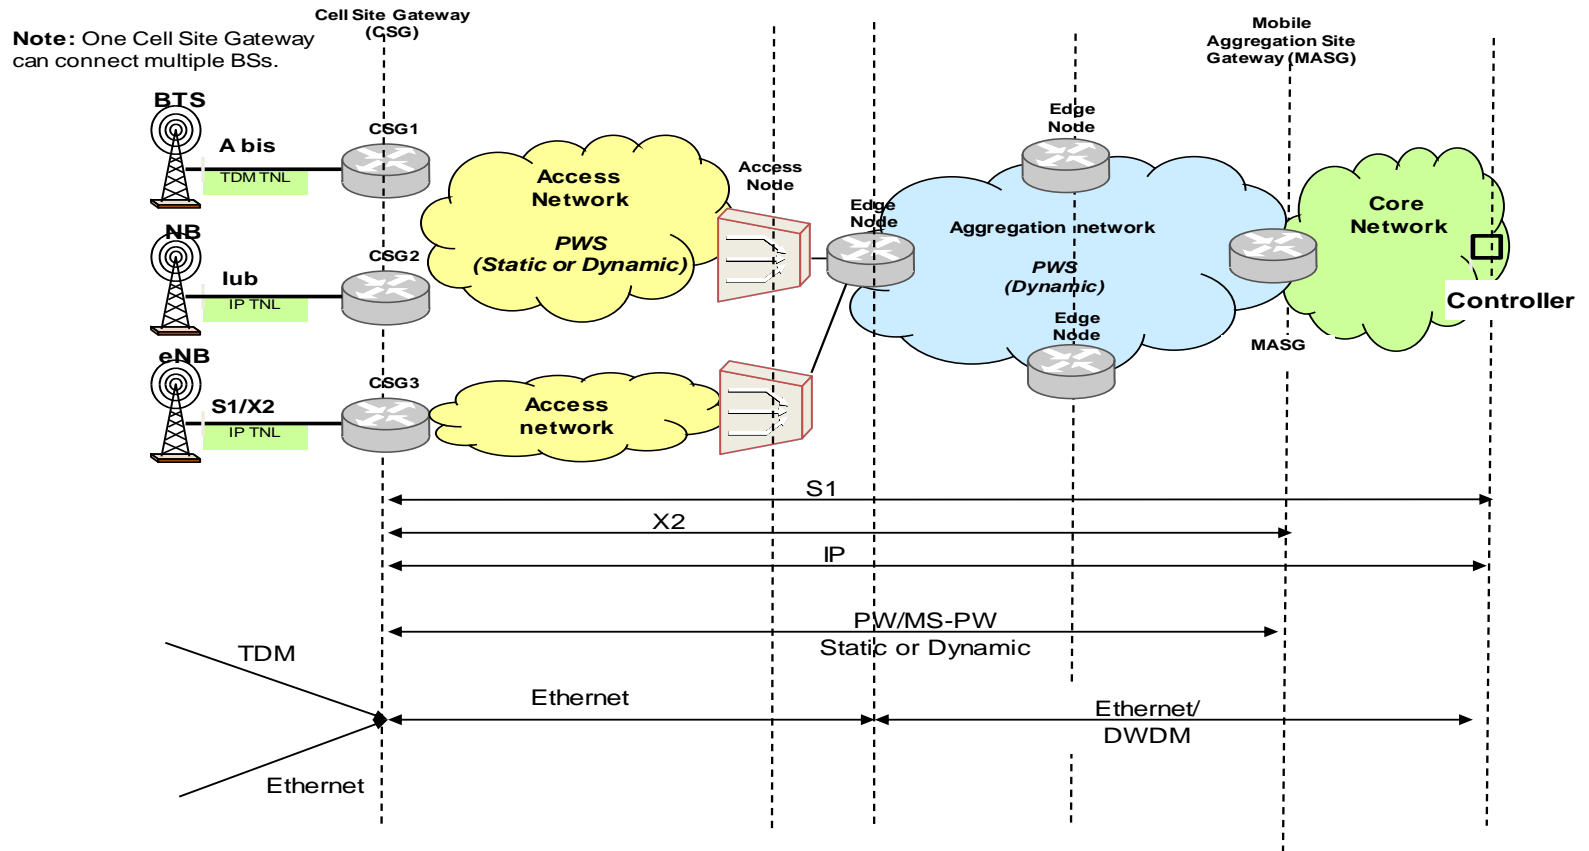 Cell Site Gateway
(CSG)
Note: One Cell Site Gateway
can connect multiple BSs.
Mobile
Aggregation Site
Gateway (MASG)
BTS
A bis
TDM TNL
CSG1
Access
Network
PWS
(Static or Dynamic)
Access
Node
Edge
Node
Edge
Node
Aggregation network
PWS
(Dynamic)
Edge
Node
Core
Network
Controller
MASG
NB
Iub
IP TNL
CSG2
eNB
S1/X2
IP TNL
CSG3
Access
network
S1
X2
IP
PW/MS-PW
Static or Dynamic
TDM
Ethernet
Ethernet/
DWDM
Ethernet